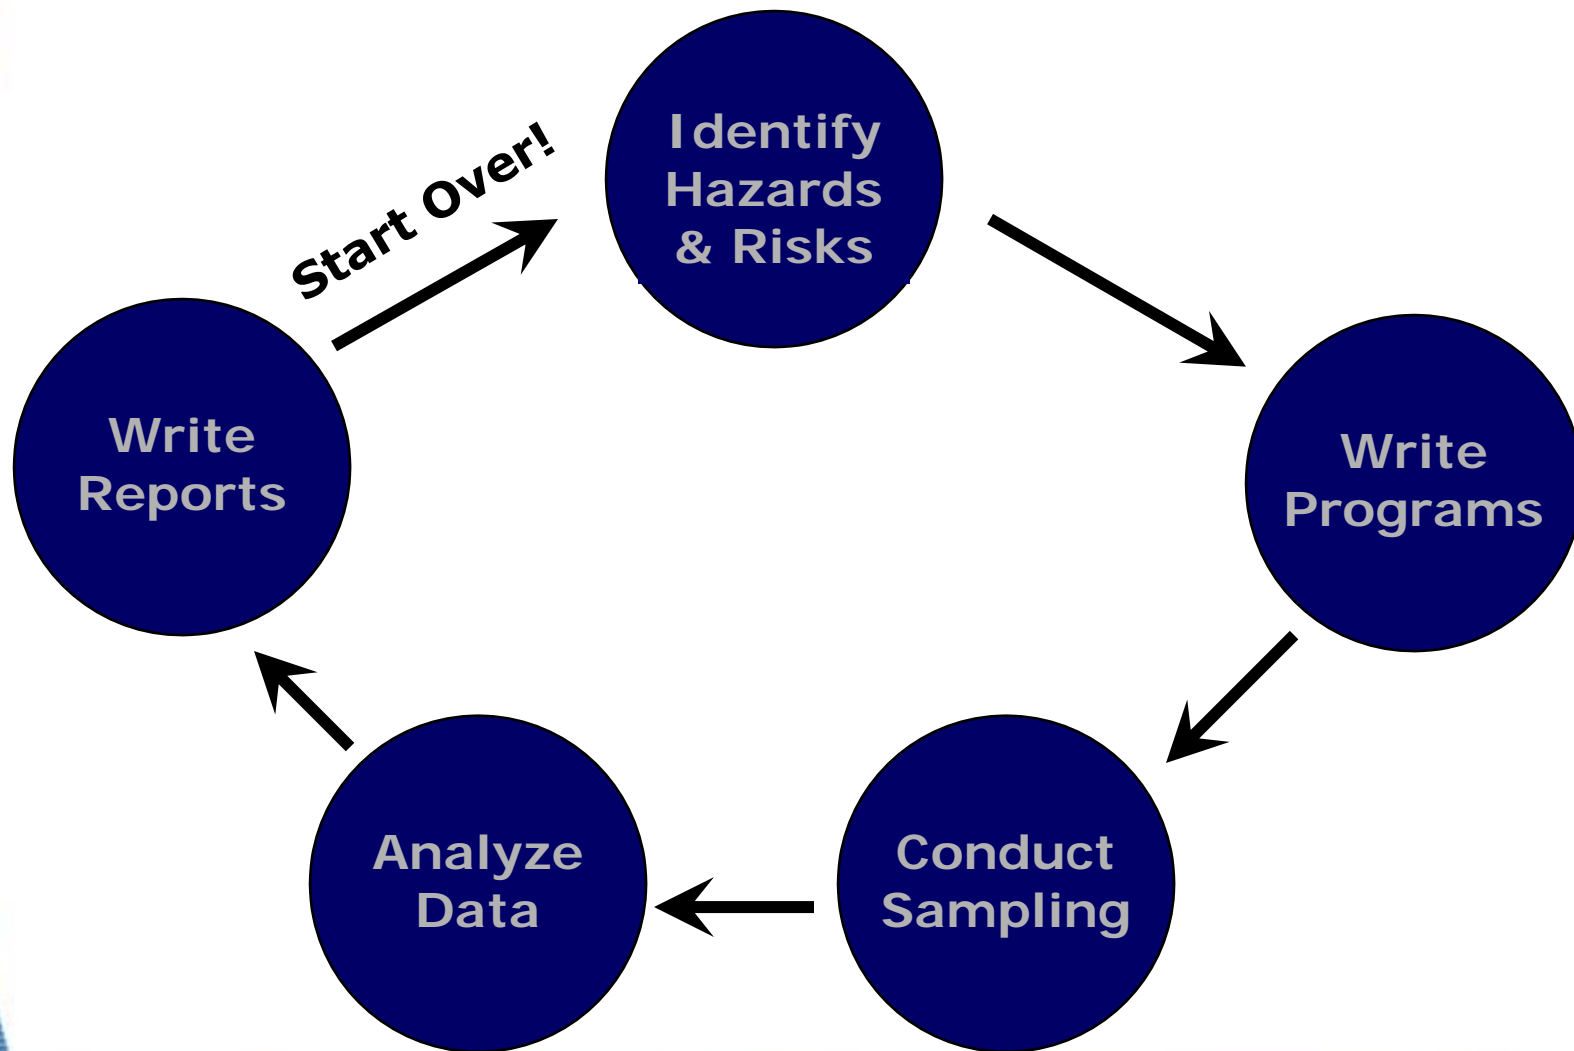 Identify
Hazards
& Risks
Start Over!
Write
Programs
Write
Reports
Conduct
Sampling
Analyze
Data